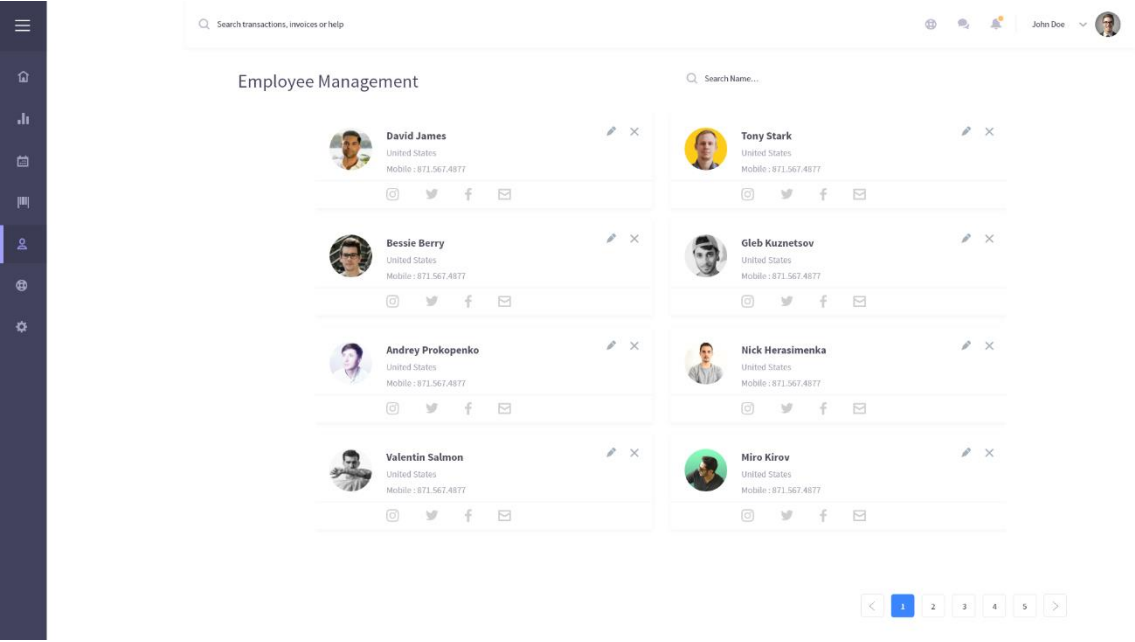 Search transactions, invoices or help
John Doe
Employee Management
Search Name...
David James
United States
Mobile : 871.567.4877
Tony Stark
United States
Mobile : 871.567.4877
Bessie Berry
United States
Mobile : 871.567.4877
Gleb Kuznetsov
United States
Mobile : 871.567.4877
Andrey Prokopenko
United States
Mobile : 871.567.4877
Nick Herasimenka
United States
Mobile : 871.567.4877
Valentin Salmon
United States
Mobile : 871.567.4877
Miro Kirov
United States
Mobile : 871.567.4877
1 2 3 4 5